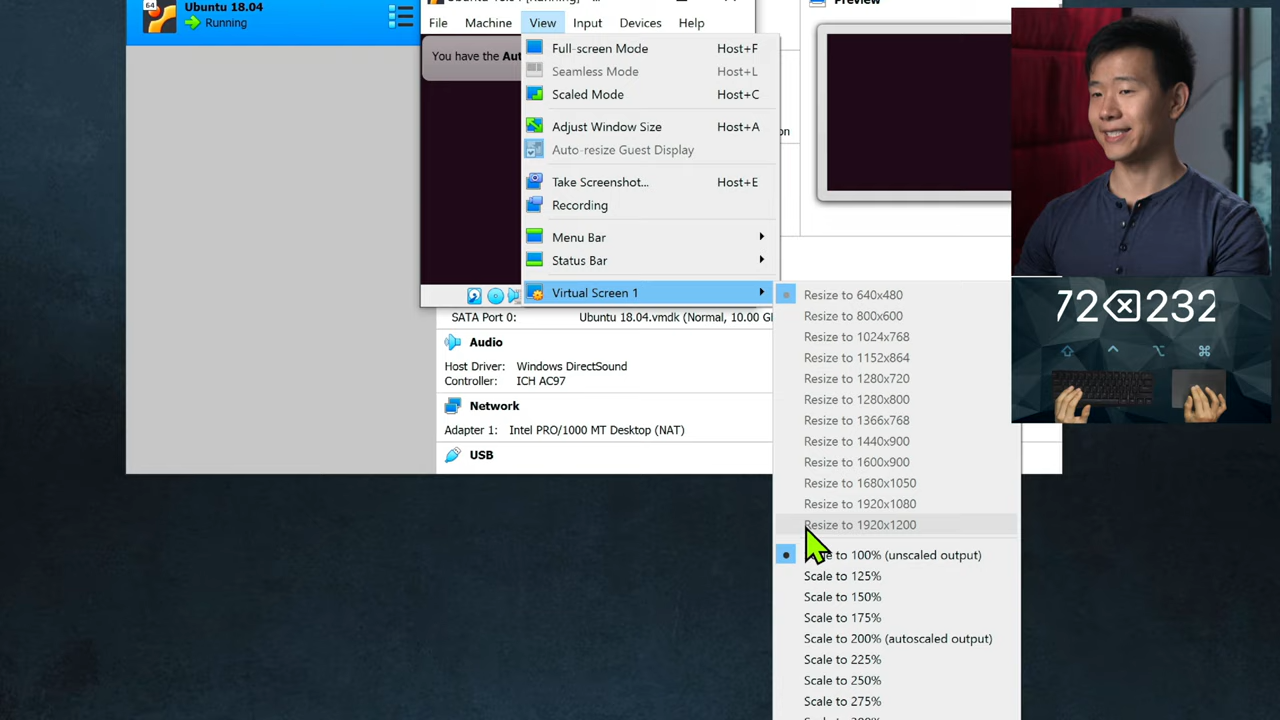 64
Ubuntu 18.04
Running
File Machine View Input Devices Help
Preview
You have the Aut
Full-screen Mode Host+F
Seamless Mode Host+L
Scaled Mode Host+C
Adjust Window Size Host+A
Auto-resize Guest Display
Take Screenshot... Host+E
Recording
Menu Bar
Status Bar
Virtual Screen 1
Resize to 640x480
Resize to 800x600
Resize to 1024x768
Resize to 1152x864
Resize to 1280x720
Resize to 1280x800
Resize to 1366x768
Resize to 1440x900
Resize to 1600x900
Resize to 1680x1050
Resize to 1920x1080
Resize to 1920x1200
to 100% (unscaled output)
Scale to 125%
Scale to 150%
Scale to 175%
Scale to 200% (autoscaled output)
Scale to 225%
Scale to 250%
Scale to 275%
SATA Port 0: Ubuntu 18.04.vmdk (Normal, 10.00 G
Audio
Host Driver: Windows DirectSound
Controller: ICH AC97
Network
Adapter 1: Intel PRO/1000 MT Desktop (NAT)
USB
72⌫232
⇧ ^ ⌥ ⌘